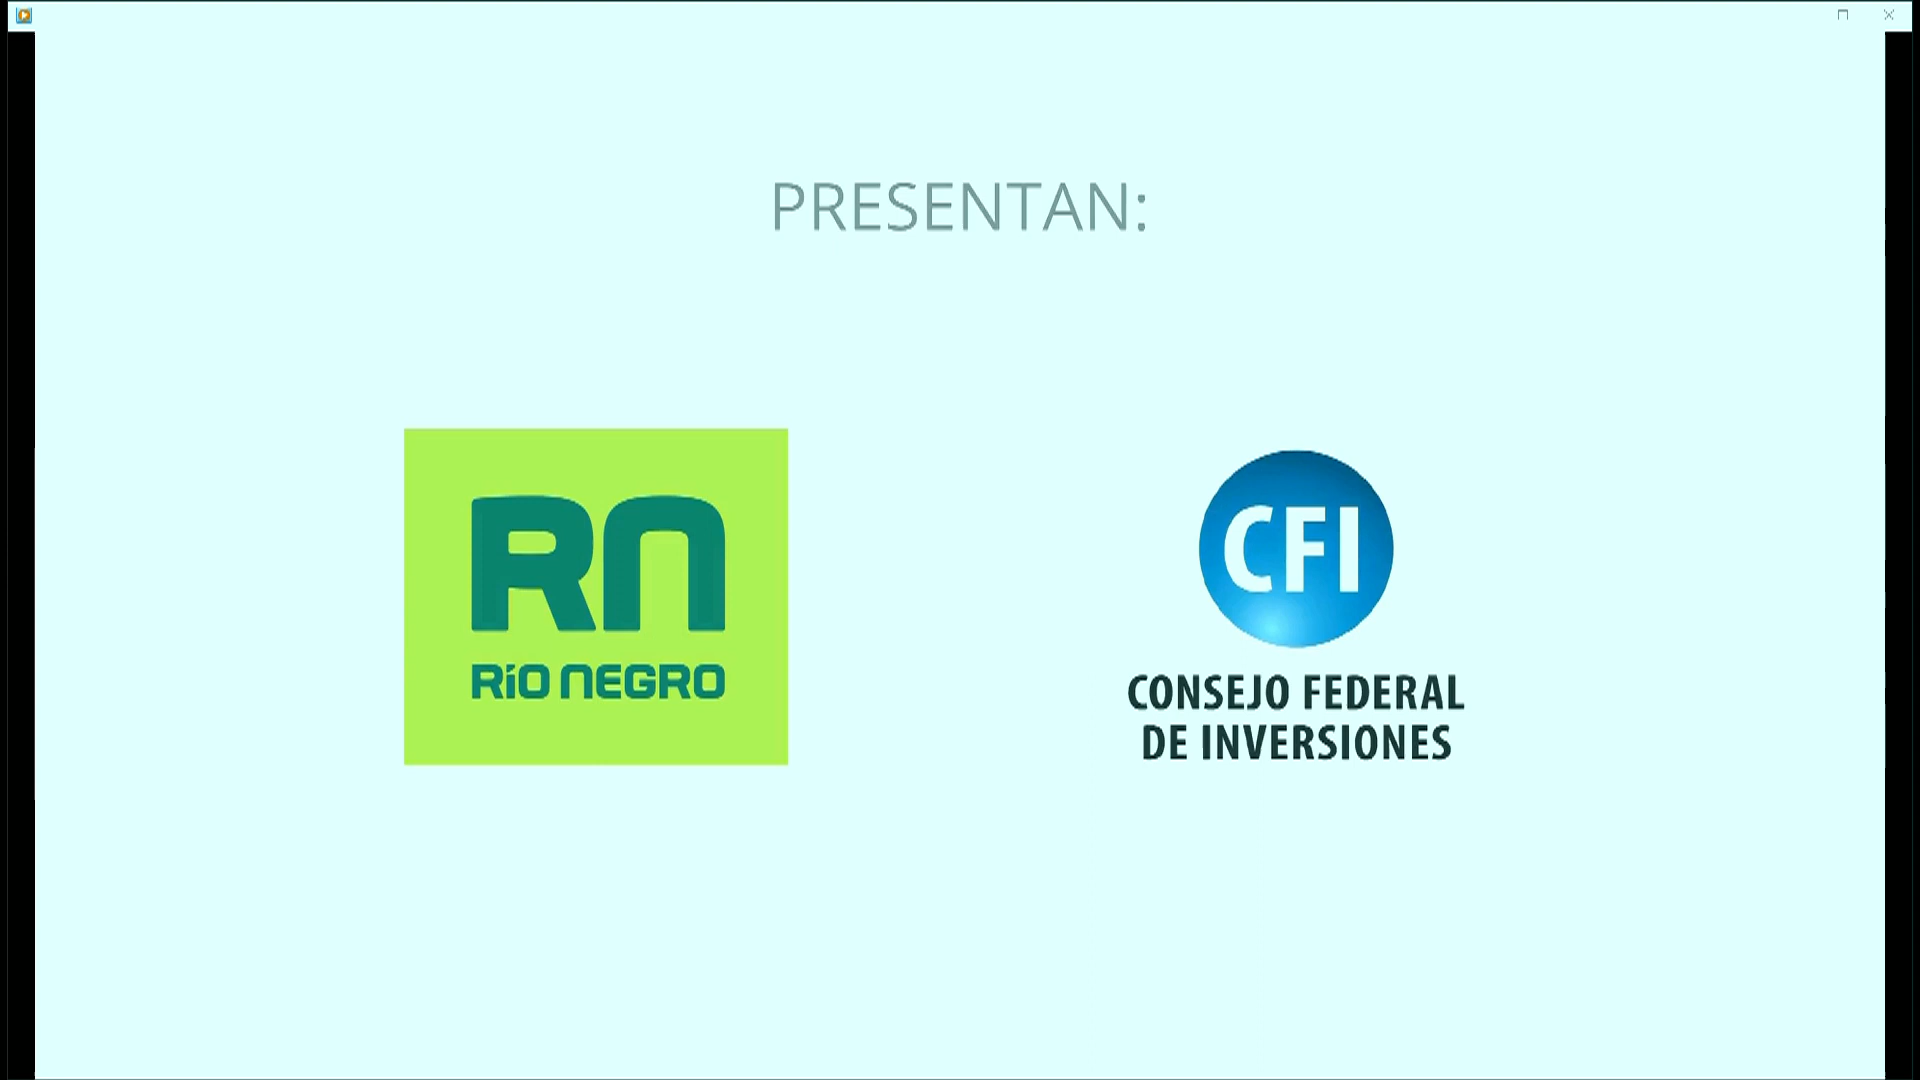 PRESENTAN:
RN
RÍO NEGRO
CFI
CONSEJO FEDERAL
DE INVERSIONES